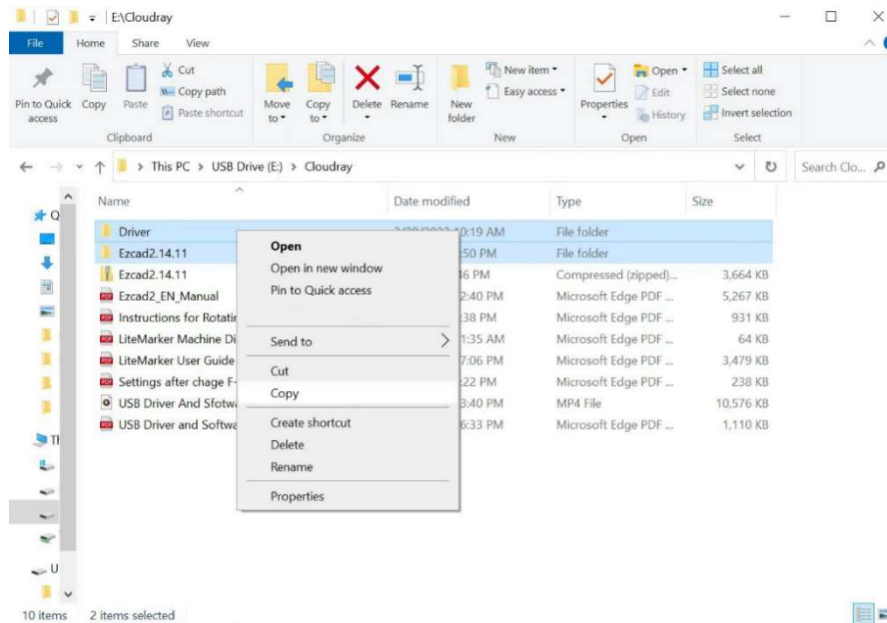 E:\Cloudray
File Home Share View
Pin to Quick access
Copy
Paste
Cut
Copy path
Paste shortcut
Clipboard
Move to
Copy to
Delete
Rename
Organize
New folder
New item
Easy access
New
Properties
Open
Edit
History
Open
Select all
Select none
Invert selection
Select
This PC > USB Drive (E:) > Cloudray
Search Clo...
Name Date modified Type Size
Driver 10:19 AM File folder
Ezcad2.14.11 :50 PM File folder
Ezcad2.14.11 46 PM Compressed (zipped)... 3,664 KB
Ezcad2_EN_Manual 2:40 PM Microsoft Edge PDF ... 5,267 KB
Instructions for Rotatin :38 PM Microsoft Edge PDF ... 931 KB
LiteMarker Machine Di 1:35 AM Microsoft Edge PDF ... 64 KB
LiteMarker User Guide 7:06 PM Microsoft Edge PDF ... 3,479 KB
Settings after chage F- :22 PM Microsoft Edge PDF ... 238 KB
USB Driver And Sfotwa 3:40 PM MP4 File 10,576 KB
USB Driver and Softwa 6:33 PM Microsoft Edge PDF ... 1,110 KB
Open
Open in new window
Pin to Quick access
Send to
Cut
Copy
Create shortcut
Delete
Rename
Properties
Q
Th
U
10 items 2 items selected